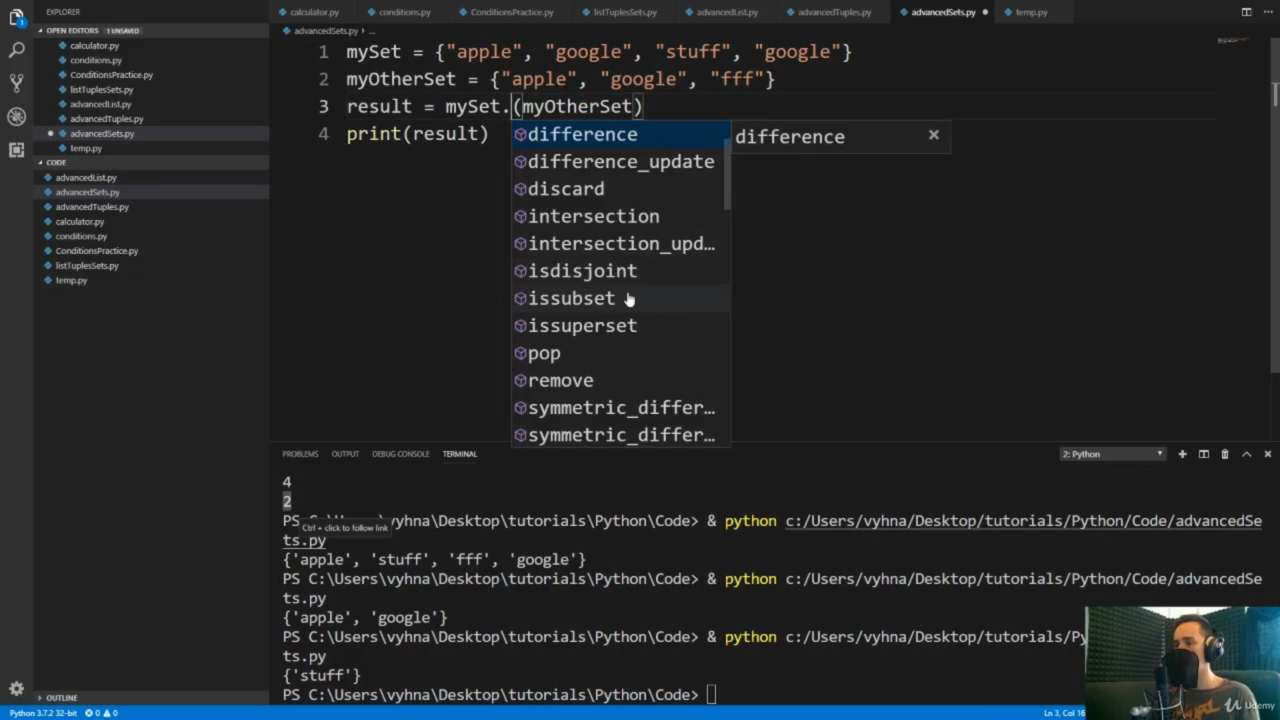 EXPLORER
OPEN EDITORS 1 UNSAVED
calculator.py
conditions.py
ConditionsPractice.py
listTuplesSets.py
advancedList.py
advancedTuples.py
advancedSets.py
temp.py
CODE
advancedList.py
advancedSets.py
advancedTuples.py
calculator.py
conditions.py
ConditionsPractice.py
listTuplesSets.py
temp.py
OUTLINE
calculator.py conditions.py ConditionsPractice.py listTuplesSets.py advancedList.py advancedTuples.py advancedSets.py temp.py
advancedSets.py > ...
1 mySet = {"apple", "google", "stuff", "google"}
2 myOtherSet = {"apple", "google", "fff"}
3 result = mySet.(myOtherSet)
4 print(result)
difference
difference_update
discard
intersection
intersection_upd...
isdisjoint
issubset
issuperset
pop
remove
symmetric_differ...
symmetric_differ...
difference
PROBLEMS OUTPUT DEBUG CONSOLE TERMINAL 2: Python
4
2
PS vyhna\Desktop\tutorials\Python\Code> & python c:/Users/vyhna/Desktop/tutorials/Python/Code/advancedSe
Ctrl + click to follow link
ts.py
{'apple', 'stuff', 'fff', 'google'}
PS C:\Users\vyhna\Desktop\tutorials\Python\Code> & python c:/Users/vyhna/Desktop/tutorials/Python/Code/advancedSe
ts.py
{'apple', 'google'}
PS C:\Users\vyhna\Desktop\tutorials\Python\Code> & python c:/Users/vyhna/Desktop/tutorials/Py
ts.py
{'stuff'}
PS C:\Users\vyhna\Desktop\tutorials\Python\Code>
Udemy
Python 3.7.2 32-bit 0 0 Ln 3, Col 16